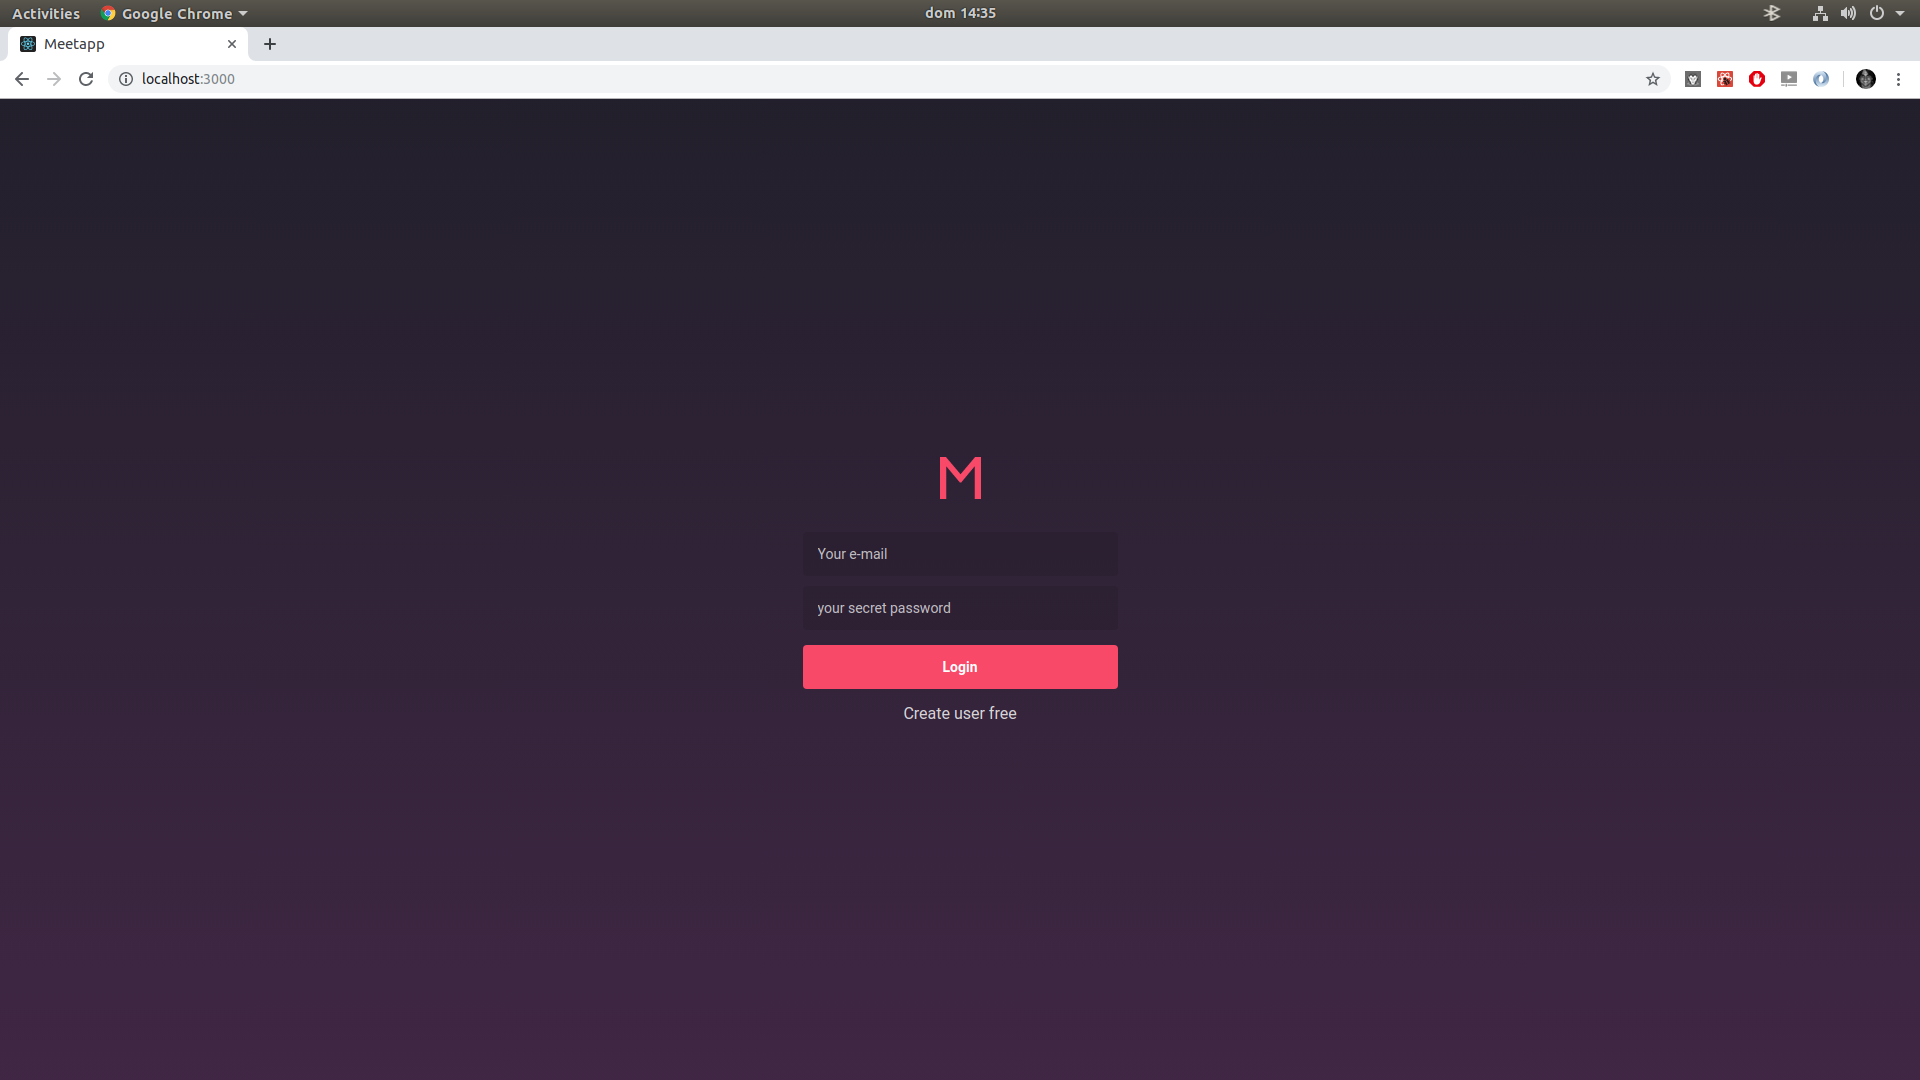 Activities Google Chrome dom 14:35
Meetapp
localhost:3000
M
Your e-mail
your secret password
Login
Create user free